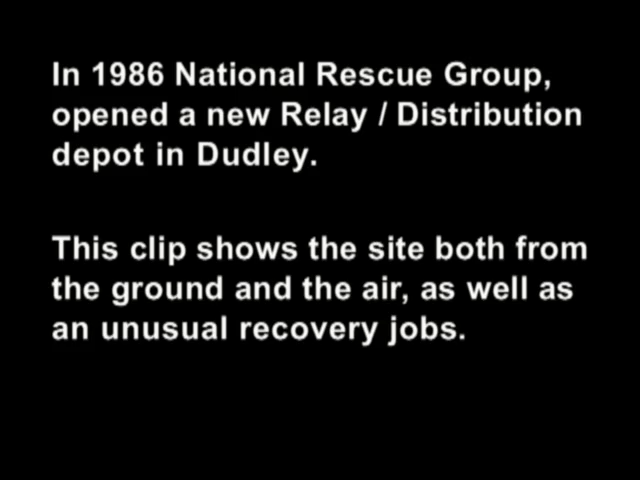 In 1986 National Rescue Group,
opened a new Relay / Distribution
depot in Dudley.
This clip shows the site both from
the ground and the air, as well as
an unusual recovery jobs.